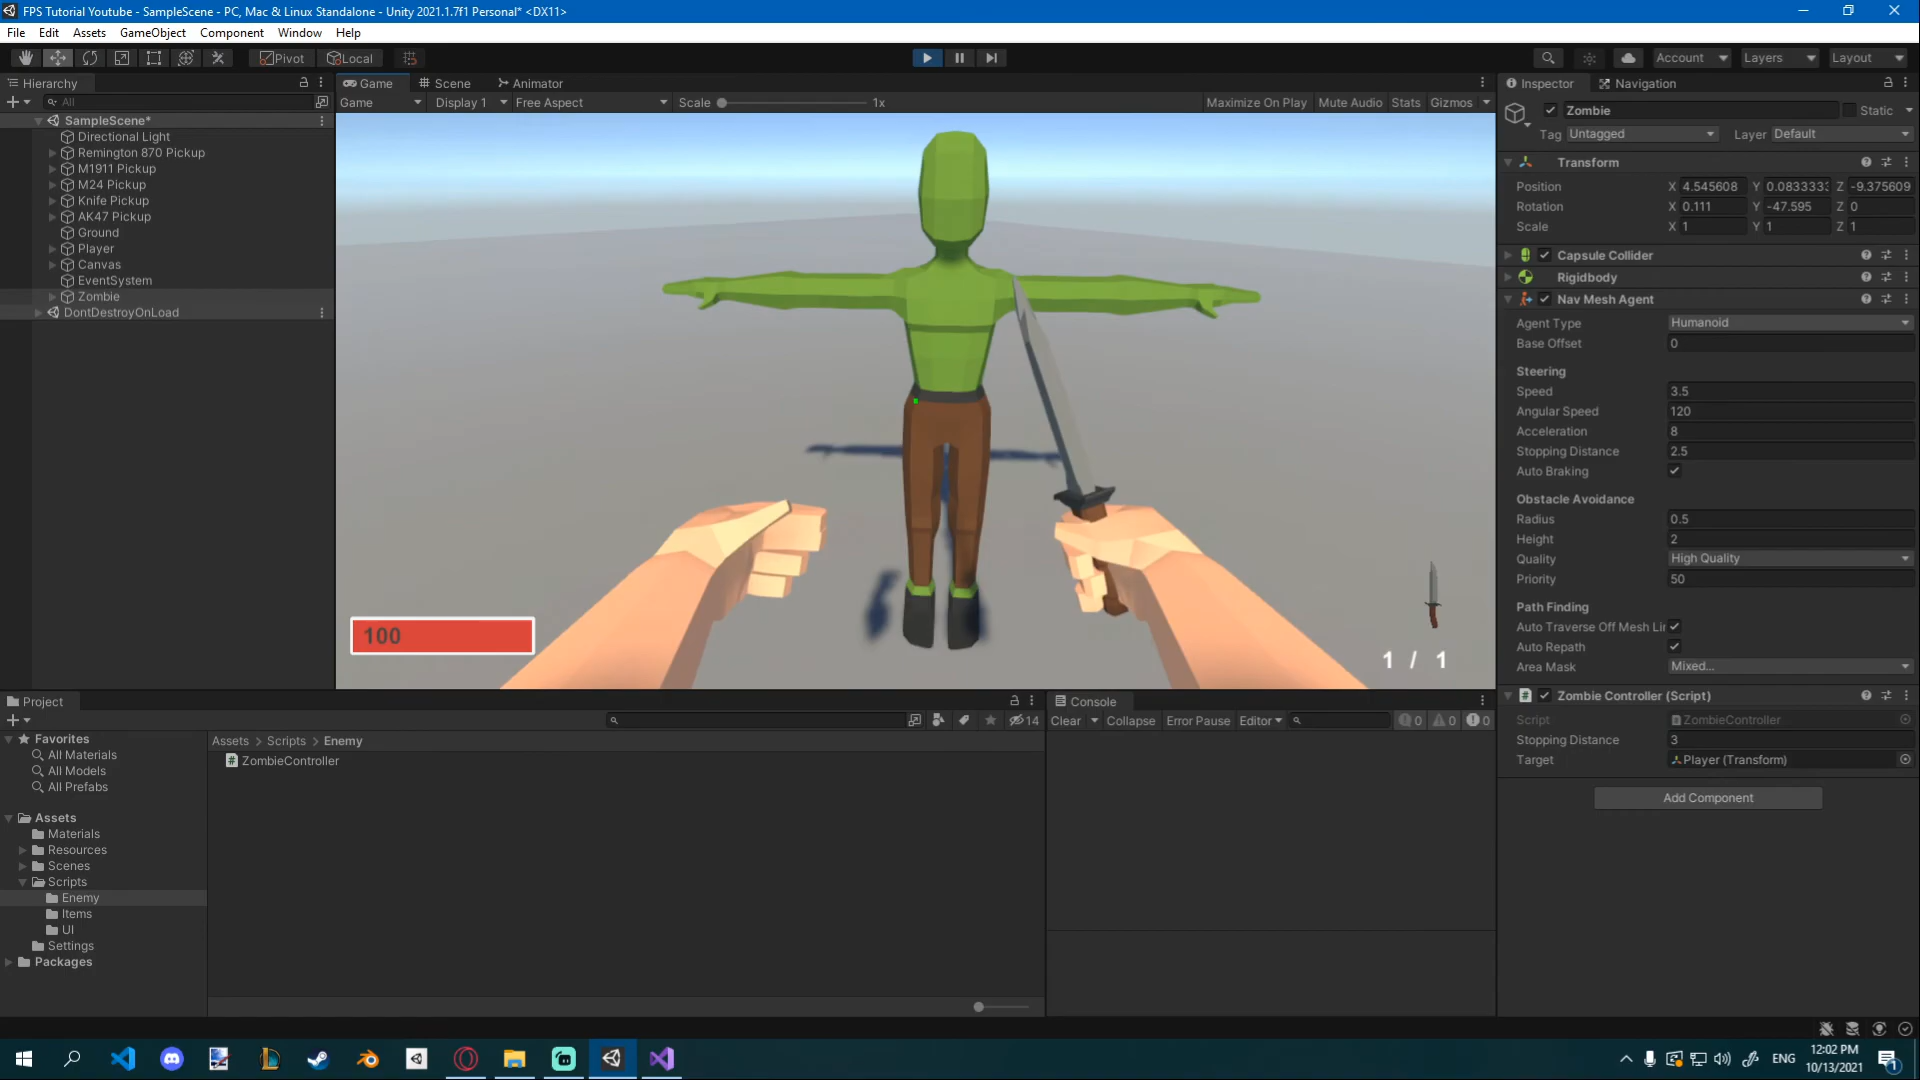 FPS Tutorial Youtube - SampleScene - PC, Mac & Linux Standalone - Unity 2021.1.7f1 Personal* <DX11>
File Edit Assets GameObject Component Window Help
Pivot Local Account Layers Layout
Hierarchy
All
SampleScene*
Directional Light
Remington 870 Pickup
M1911 Pickup
M24 Pickup
Knife Pickup
AK47 Pickup
Ground
Player
Canvas
EventSystem
Zombie
DontDestroyOnLoad
Game Scene Animator
Game Display 1 Free Aspect Scale 1x Maximize On Play Mute Audio Stats Gizmos
100
1 / 1
Inspector Navigation
Zombie Static
Tag Untagged Layer Default
Transform
Position X 4.545608 Y 0.0833333 Z -9.375609
Rotation X 0.111 Y -47.595 Z 0
Scale X 1 Y 1 Z 1
Capsule Collider
Rigidbody
Nav Mesh Agent
Agent Type Humanoid
Base Offset 0
Steering
Speed 3.5
Angular Speed 120
Acceleration 8
Stopping Distance 2.5
Auto Braking
Obstacle Avoidance
Radius 0.5
Height 2
Quality High Quality
Priority 50
Path Finding
Auto Traverse Off Mesh Li
Auto Repath
Area Mask Mixed...
Zombie Controller (Script)
Script ZombieController
Stopping Distance 3
Target Player (Transform)
Add Component
Project
14
Favorites
All Materials
All Models
All Prefabs
Assets
Materials
Resources
Scenes
Scripts
Enemy
Items
UI
Settings
Packages
Assets > Scripts > Enemy
ZombieController
Console
Clear Collapse Error Pause Editor 0 0 0
ENG
12:02 PM
10/13/2021
1